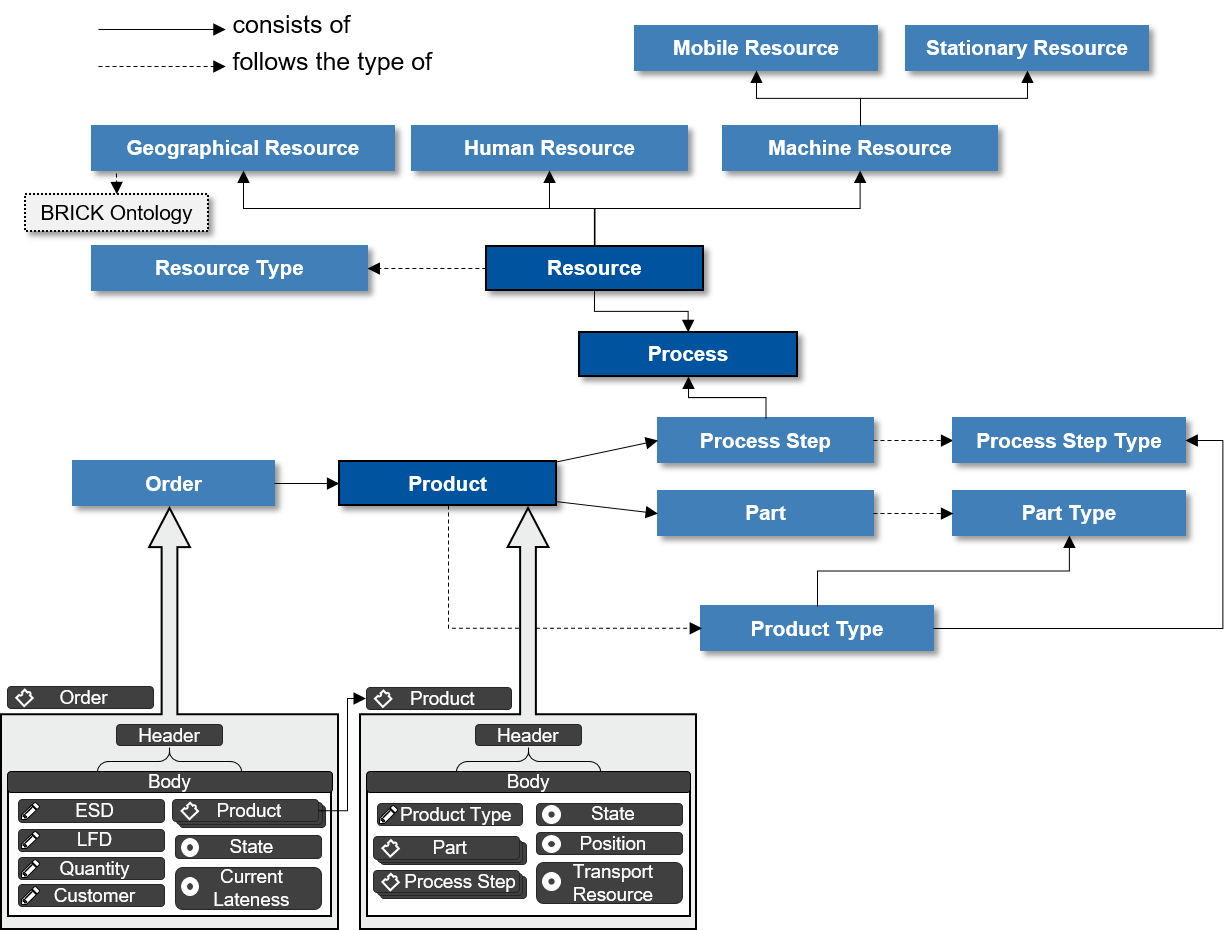 consists of
follows the type of
Mobile Resource
Stationary Resource
Geographical Resource
Human Resource
Machine Resource
BRICK Ontology
Resource Type
Resource
Process
Process Step
Process Step Type
Order
Product
Part
Part Type
Product Type
Order
Header
Body
ESD
LFD
Quantity
Customer
Product
State
Current
Lateness
Product
Header
Body
Product Type
Part
Process Step
State
Position
Transport
Resource